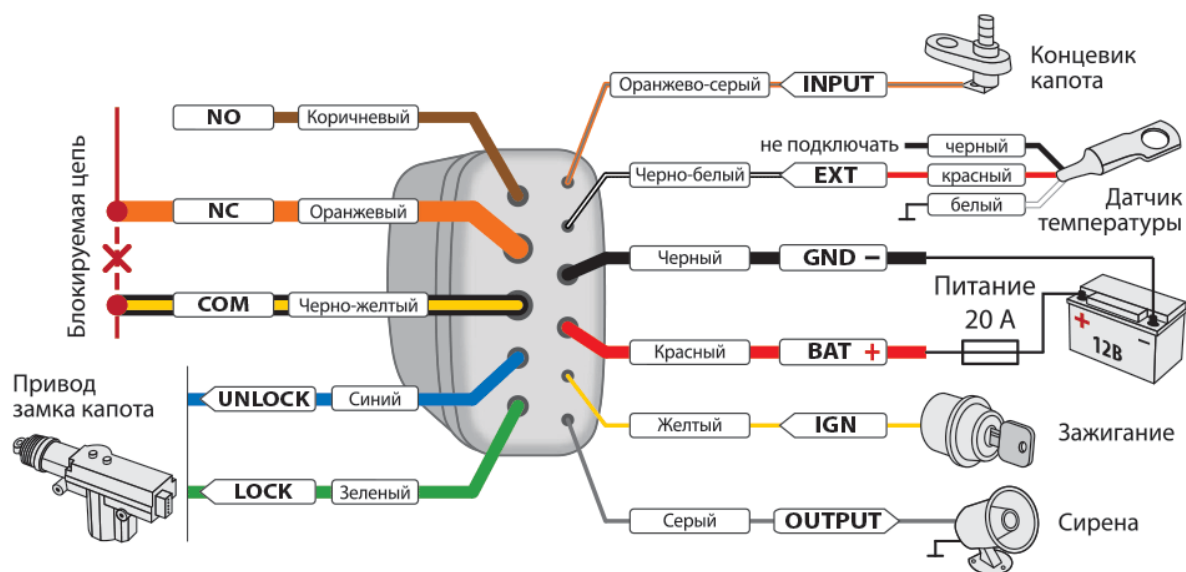 Блокируемая цепь
NO Коричневый
NC Оранжевый
COM Черно-желтый
Привод
замка капота
UNLOCK Синий
LOCK Зеленый
Оранжево-серый INPUT
Концевик
капота
Черно-белый EXT
не подключать черный
красный
белый
Датчик
температуры
Черный GND −
Питание
20 А
Красный BAT +
+ −
12В
Желтый IGN
Зажигание
Серый OUTPUT
Сирена